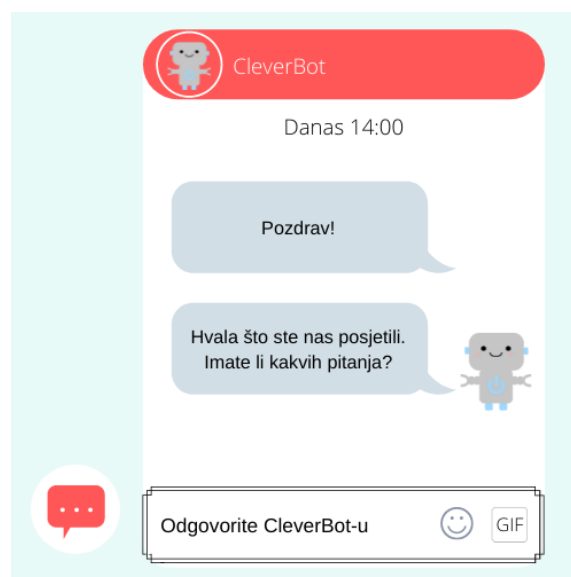 CleverBot
Danas 14:00
Pozdrav!
Hvala što ste nas posjetili.
Imate li kakvih pitanja?
Odgovorite CleverBot-u
GIF